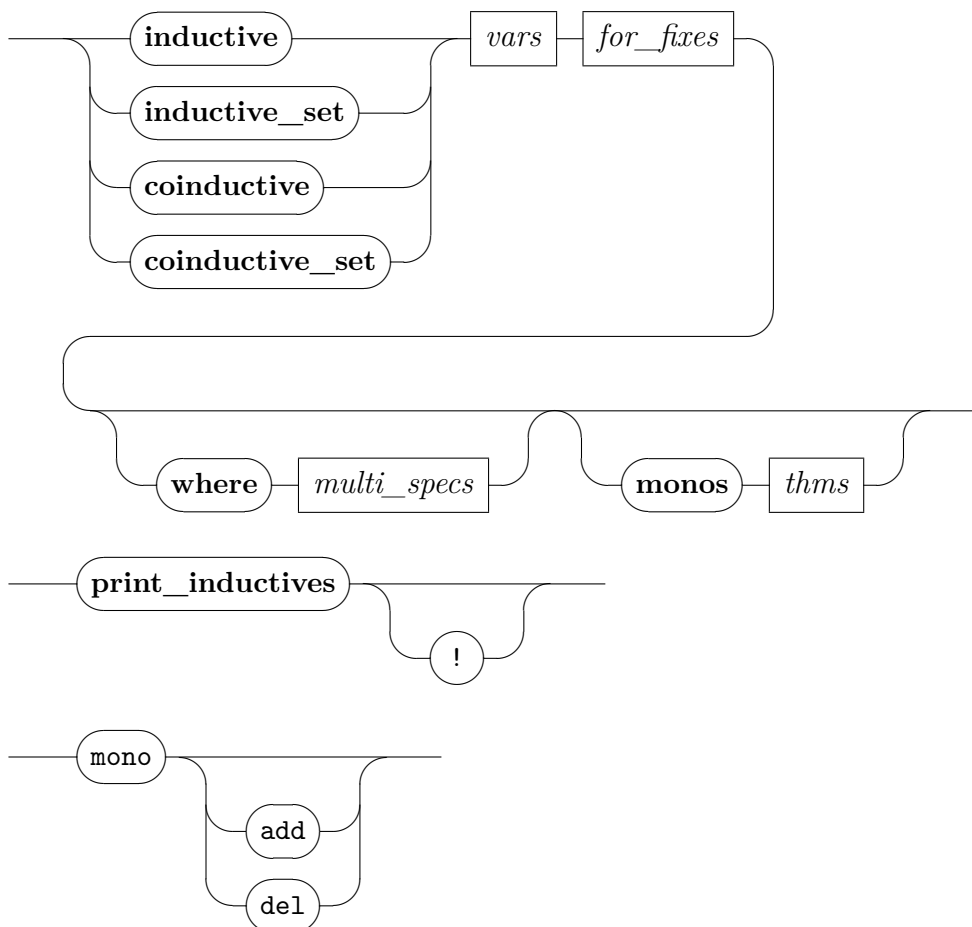 inductive vars for_fixes
inductive_set
coinductive
coinductive_set
where multi_specs monos thms
print_inductives
!
mono
add
del